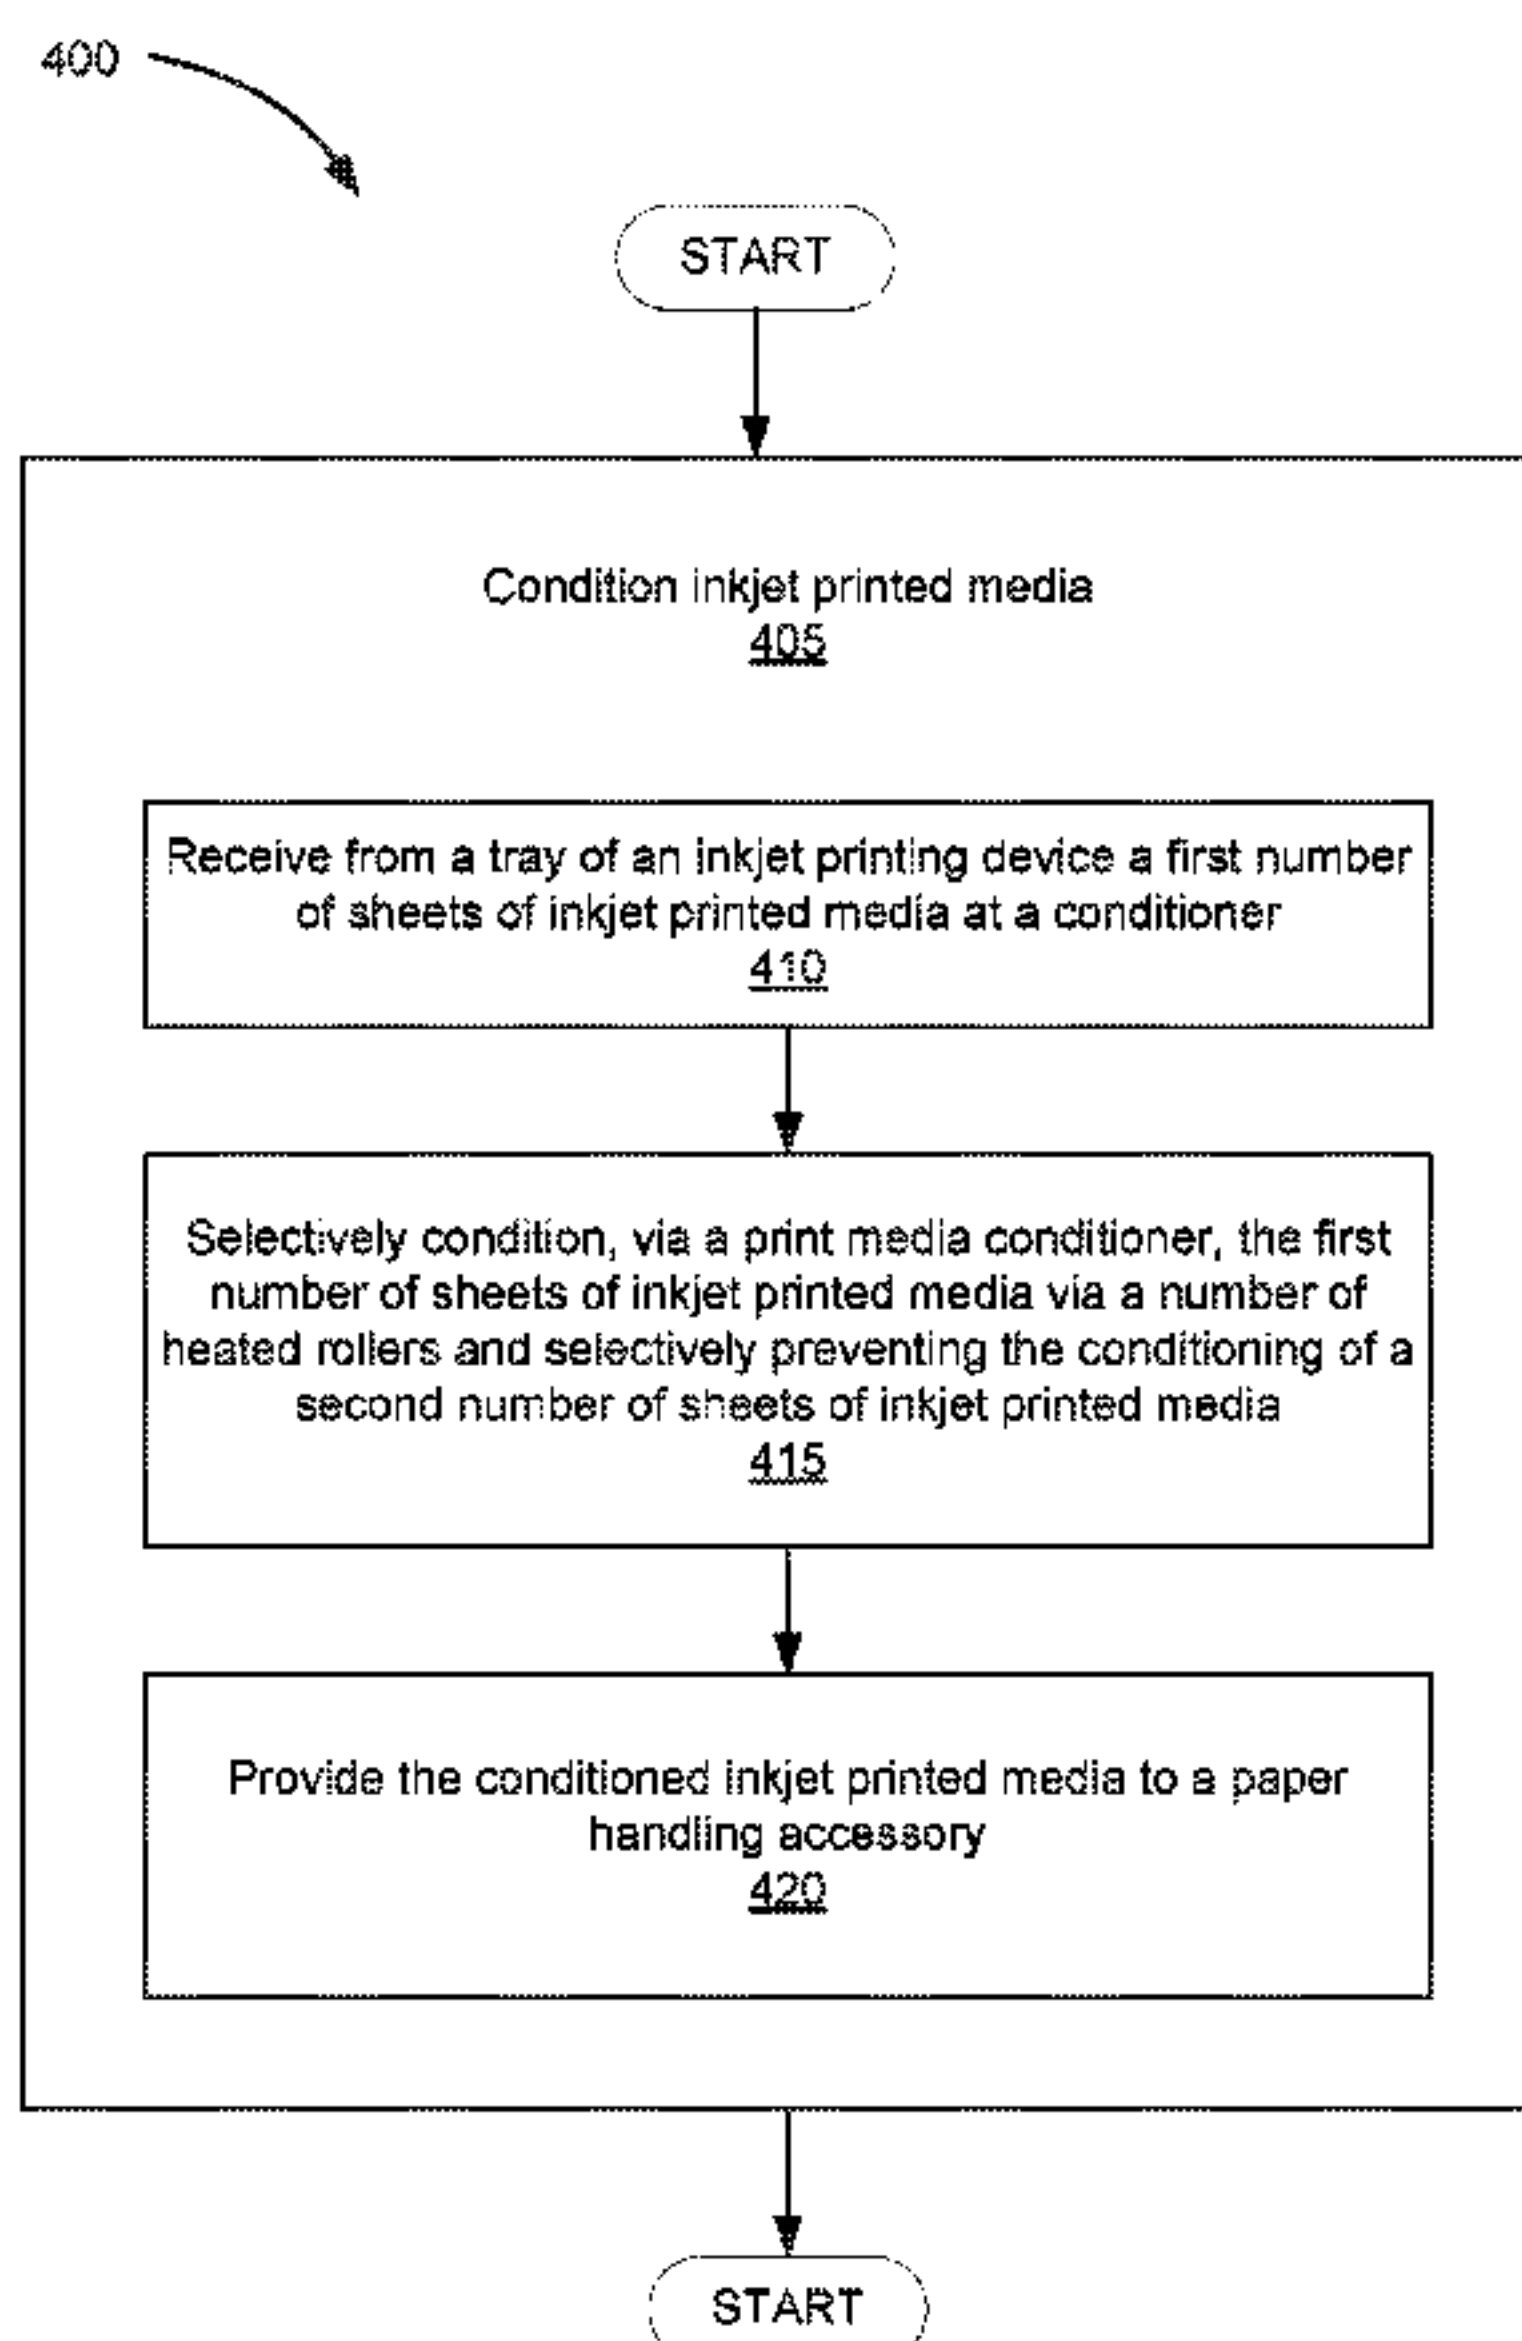 400
START
Condition inkjet printed media
405
Receive from a tray of an inkjet printing device a first number
of sheets of inkjet printed media at a conditioner
410
Selectively condition, via a print media conditioner, the first
number of sheets of inkjet printed media via a number of
heated rollers and selectively preventing the conditioning of a
second number of sheets of inkjet printed media
415
Provide the conditioned inkjet printed media to a paper
handling accessory
420
START